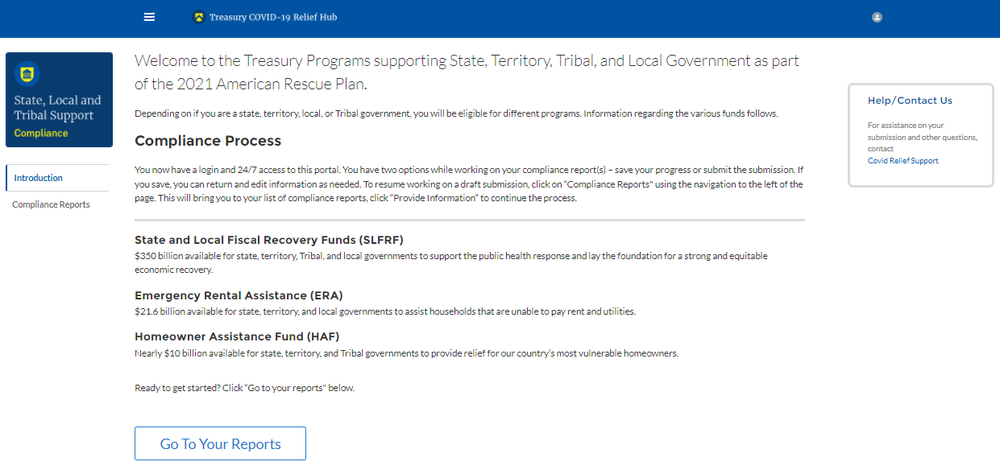 Treasury COVID-19 Relief Hub
State, Local and
Tribal Support
Compliance
Introduction
Compliance Reports
Welcome to the Treasury Programs supporting State, Territory, Tribal, and Local Government as part
of the 2021 American Rescue Plan.
Depending on if you are a state, territory, local, or Tribal government, you will be eligible for different programs. Information regarding the various funds follows.
Compliance Process
You now have a login and 24/7 access to this portal. You have two options while working on your compliance report(s) – save your progress or submit the submission. If
you save, you can return and edit information as needed. To resume working on a draft submission, click on “Compliance Reports" using the navigation to the left of the
page. This will bring you to your list of compliance reports, click “Provide Information” to continue the process.
State and Local Fiscal Recovery Funds (SLFRF)
$350 billion available for state, territory, Tribal, and local governments to support the public health response and lay the foundation for a strong and equitable
economic recovery.
Emergency Rental Assistance (ERA)
$21.6 billion available for state, territory, and local governments to assist households that are unable to pay rent and utilities.
Homeowner Assistance Fund (HAF)
Nearly $10 billion available for state, territory, and Tribal governments to provide relief for our country’s most vulnerable homeowners.
Ready to get started? Click “Go to your reports" below.
Go To Your Reports
Help/Contact Us
For assistance on your
submission and other questions,
contact
Covid Relief Support